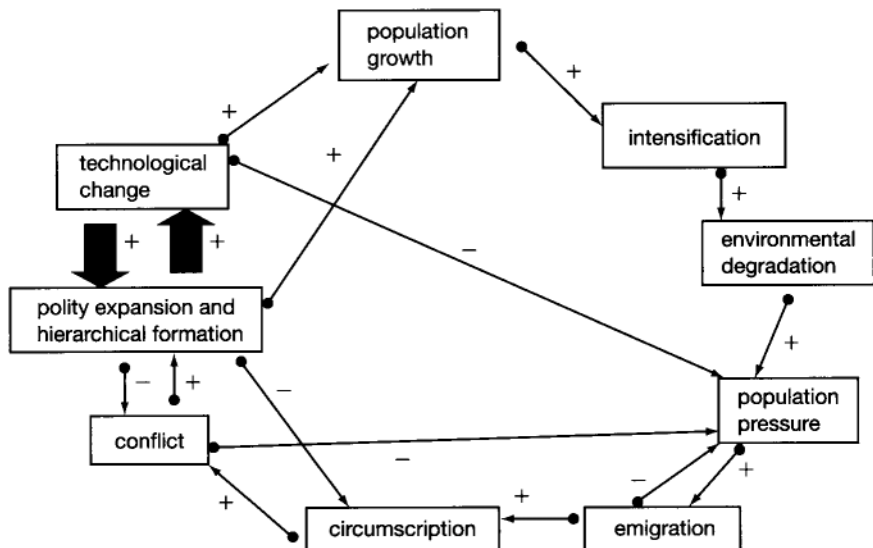 population
growth
+
+
intensification
+
technological
change
+
+
environmental
degradation
−
+
+
polity expansion and
hierarchical formation
+
−
+
−
population
pressure
conflict
−
+
−
+
+
circumscription
emigration